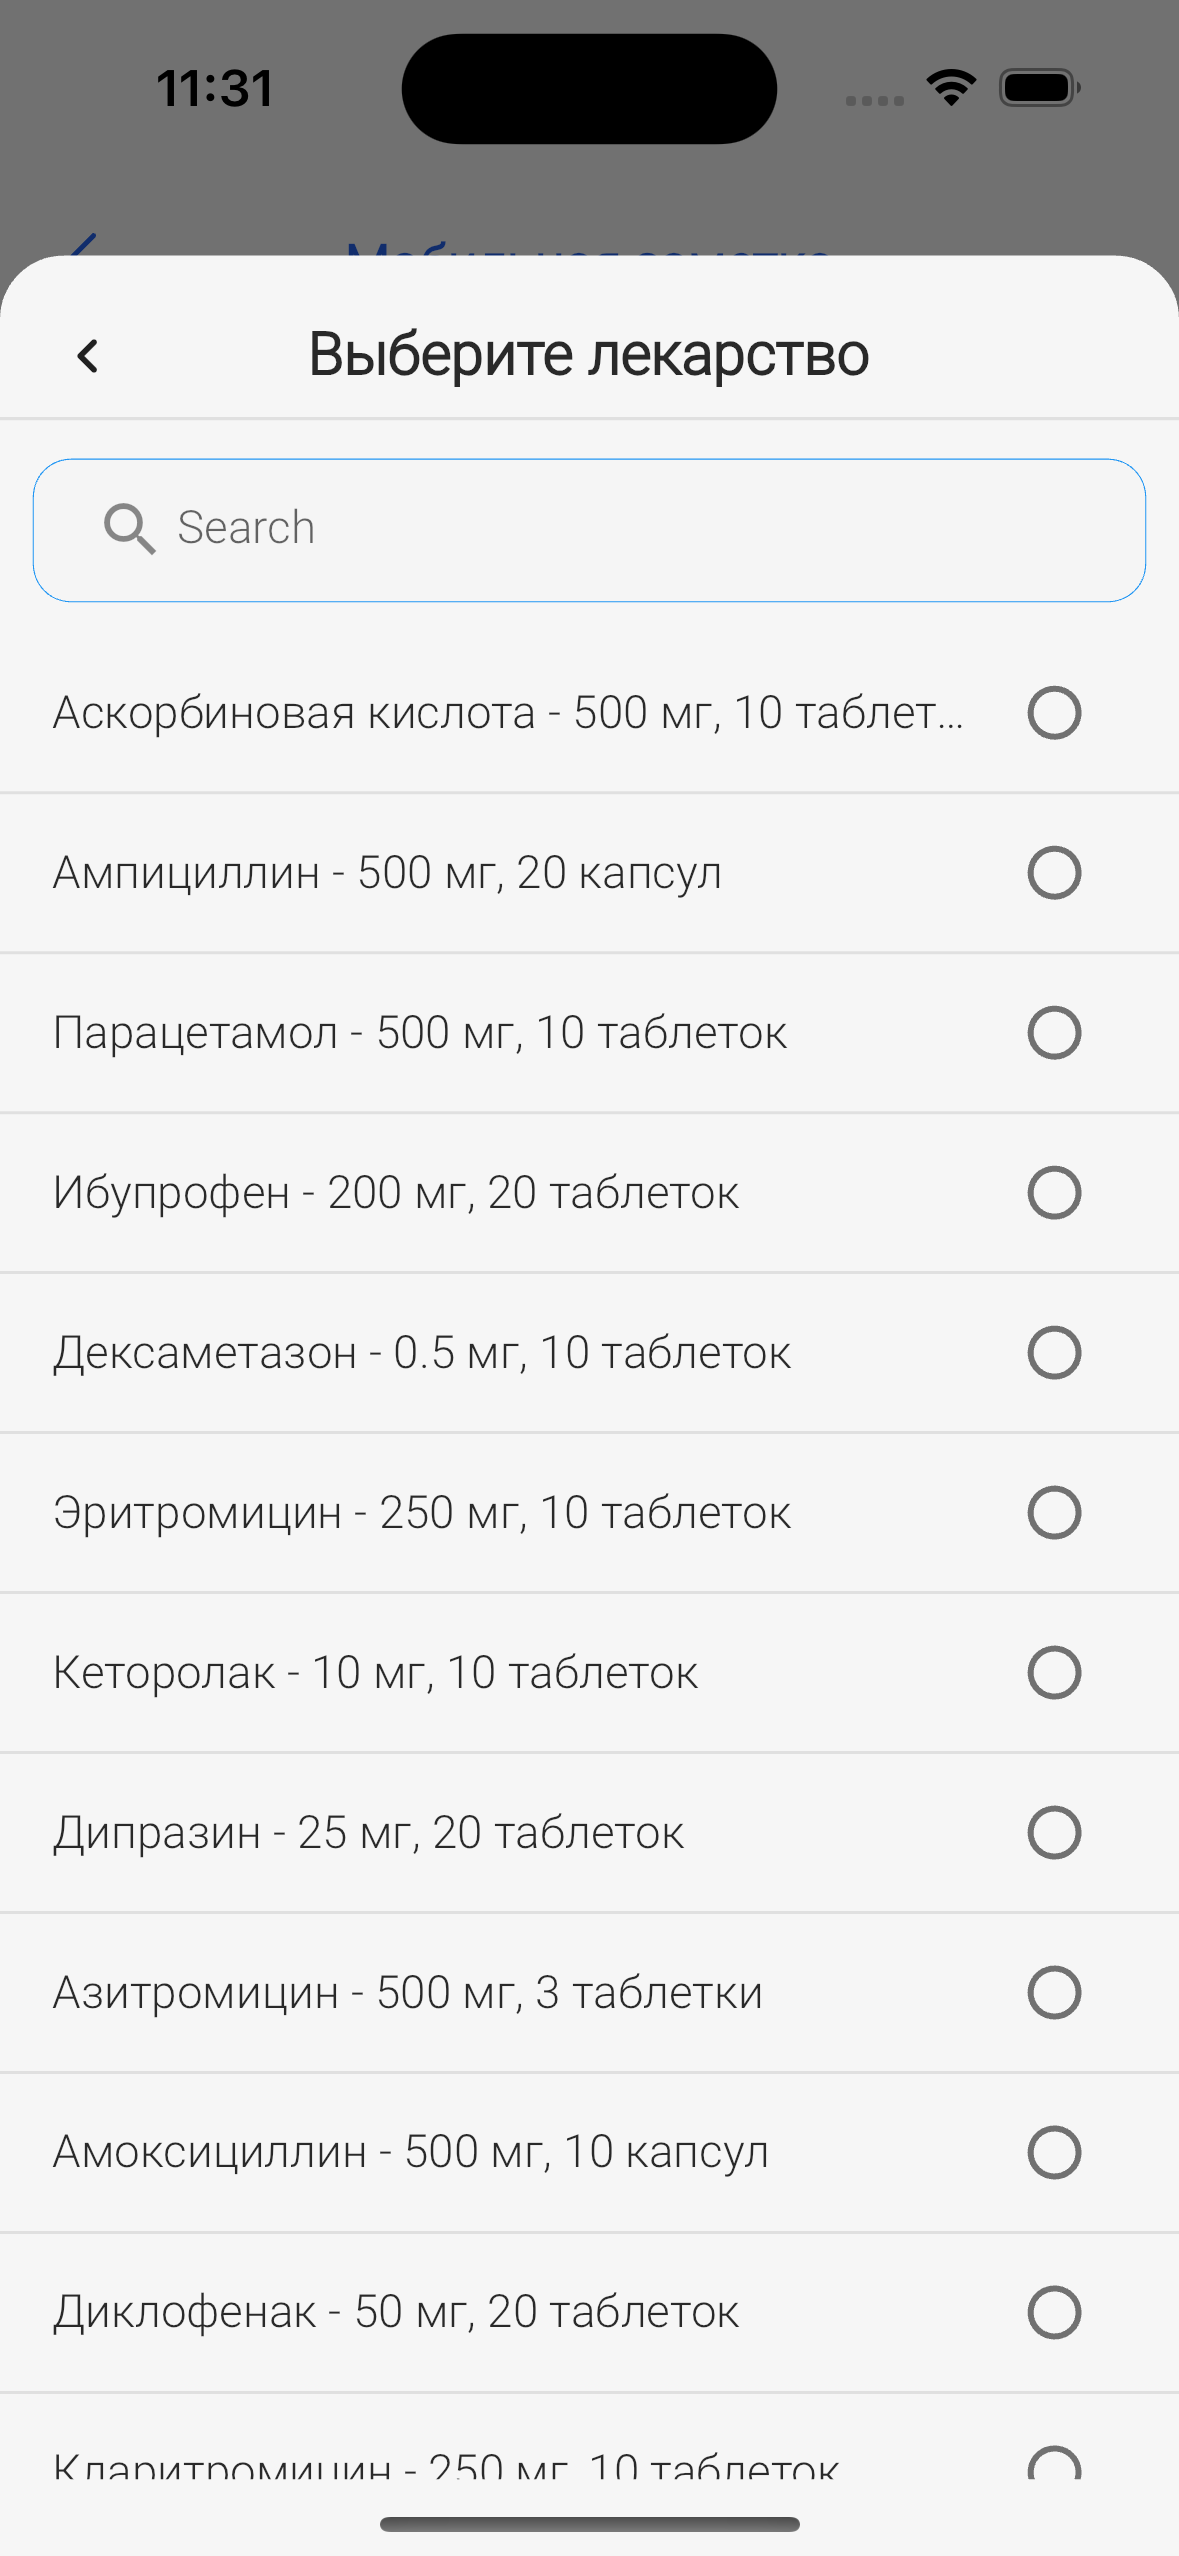 11:31
Мобильная заметка
Выберите лекарство
Search
Аскорбиновая кислота - 500 мг, 10 таблет...
Ампициллин - 500 мг, 20 капсул
Парацетамол - 500 мг, 10 таблеток
Ибупрофен - 200 мг, 20 таблеток
Дексаметазон - 0.5 мг, 10 таблеток
Эритромицин - 250 мг, 10 таблеток
Кеторолак - 10 мг, 10 таблеток
Дипразин - 25 мг, 20 таблеток
Азитромицин - 500 мг, 3 таблетки
Амоксициллин - 500 мг, 10 капсул
Диклофенак - 50 мг, 20 таблеток
Кларитромицин - 250 мг, 10 таблеток